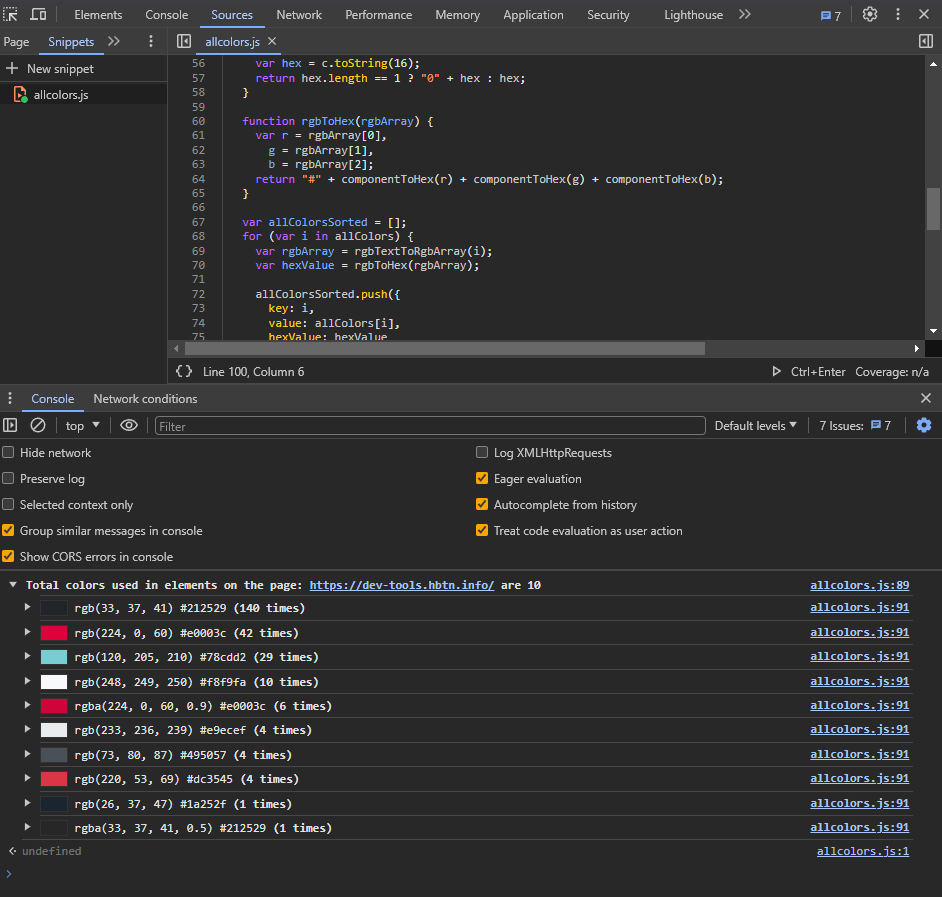 Elements Console Sources Network Performance Memory Application Security Lighthouse 7
Page Snippets allcolors.js
New snippet
allcolors.js
56 var hex = c.toString(16);
57 return hex.length == 1 ? "0" + hex : hex;
58 }
59
60 function rgbToHex(rgbArray) {
61 var r = rgbArray[0],
62 g = rgbArray[1],
63 b = rgbArray[2];
64 return "#" + componentToHex(r) + componentToHex(g) + componentToHex(b);
65 }
66
67 var allColorsSorted = [];
68 for (var i in allColors) {
69 var rgbArray = rgbTextToRgbArray(i);
70 var hexValue = rgbToHex(rgbArray);
71
72 allColorsSorted.push({
73 key: i,
74 value: allColors[i],
75 hexValue: hexValue
{} Line 100, Column 6 Ctrl+Enter Coverage: n/a
Console Network conditions
top Filter Default levels 7 Issues: 7
Hide network Log XMLHttpRequests
Preserve log Eager evaluation
Selected context only Autocomplete from history
Group similar messages in console Treat code evaluation as user action
Show CORS errors in console
Total colors used in elements on the page: https://dev-tools.hbtn.info/ are 10 allcolors.js:89
rgb(33, 37, 41) #212529 (140 times) allcolors.js:91
rgb(224, 0, 60) #e0003c (42 times) allcolors.js:91
rgb(120, 205, 210) #78cdd2 (29 times) allcolors.js:91
rgb(248, 249, 250) #f8f9fa (10 times) allcolors.js:91
rgba(224, 0, 60, 0.9) #e0003c (6 times) allcolors.js:91
rgb(233, 236, 239) #e9ecef (4 times) allcolors.js:91
rgb(73, 80, 87) #495057 (4 times) allcolors.js:91
rgb(220, 53, 69) #dc3545 (4 times) allcolors.js:91
rgb(26, 37, 47) #1a252f (1 times) allcolors.js:91
rgba(33, 37, 41, 0.5) #212529 (1 times) allcolors.js:91
undefined allcolors.js:1